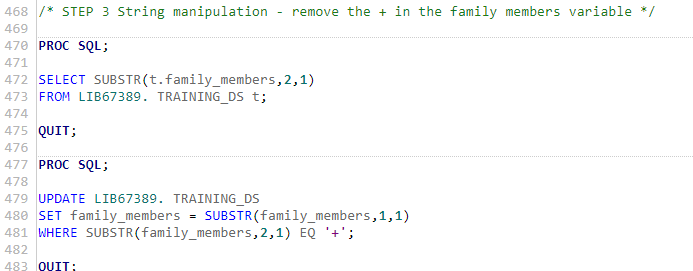 468 /* STEP 3 String manipulation - remove the + in the family members variable */
469
470 PROC SQL;
471
472 SELECT SUBSTR(t.family_members,2,1)
473 FROM LIB67389. TRAINING_DS t;
474
475 QUIT;
476
477 PROC SQL;
478
479 UPDATE LIB67389. TRAINING_DS
480 SET family_members = SUBSTR(family_members,1,1)
481 WHERE SUBSTR(family_members,2,1) EQ '+';
482
483 QUIT;